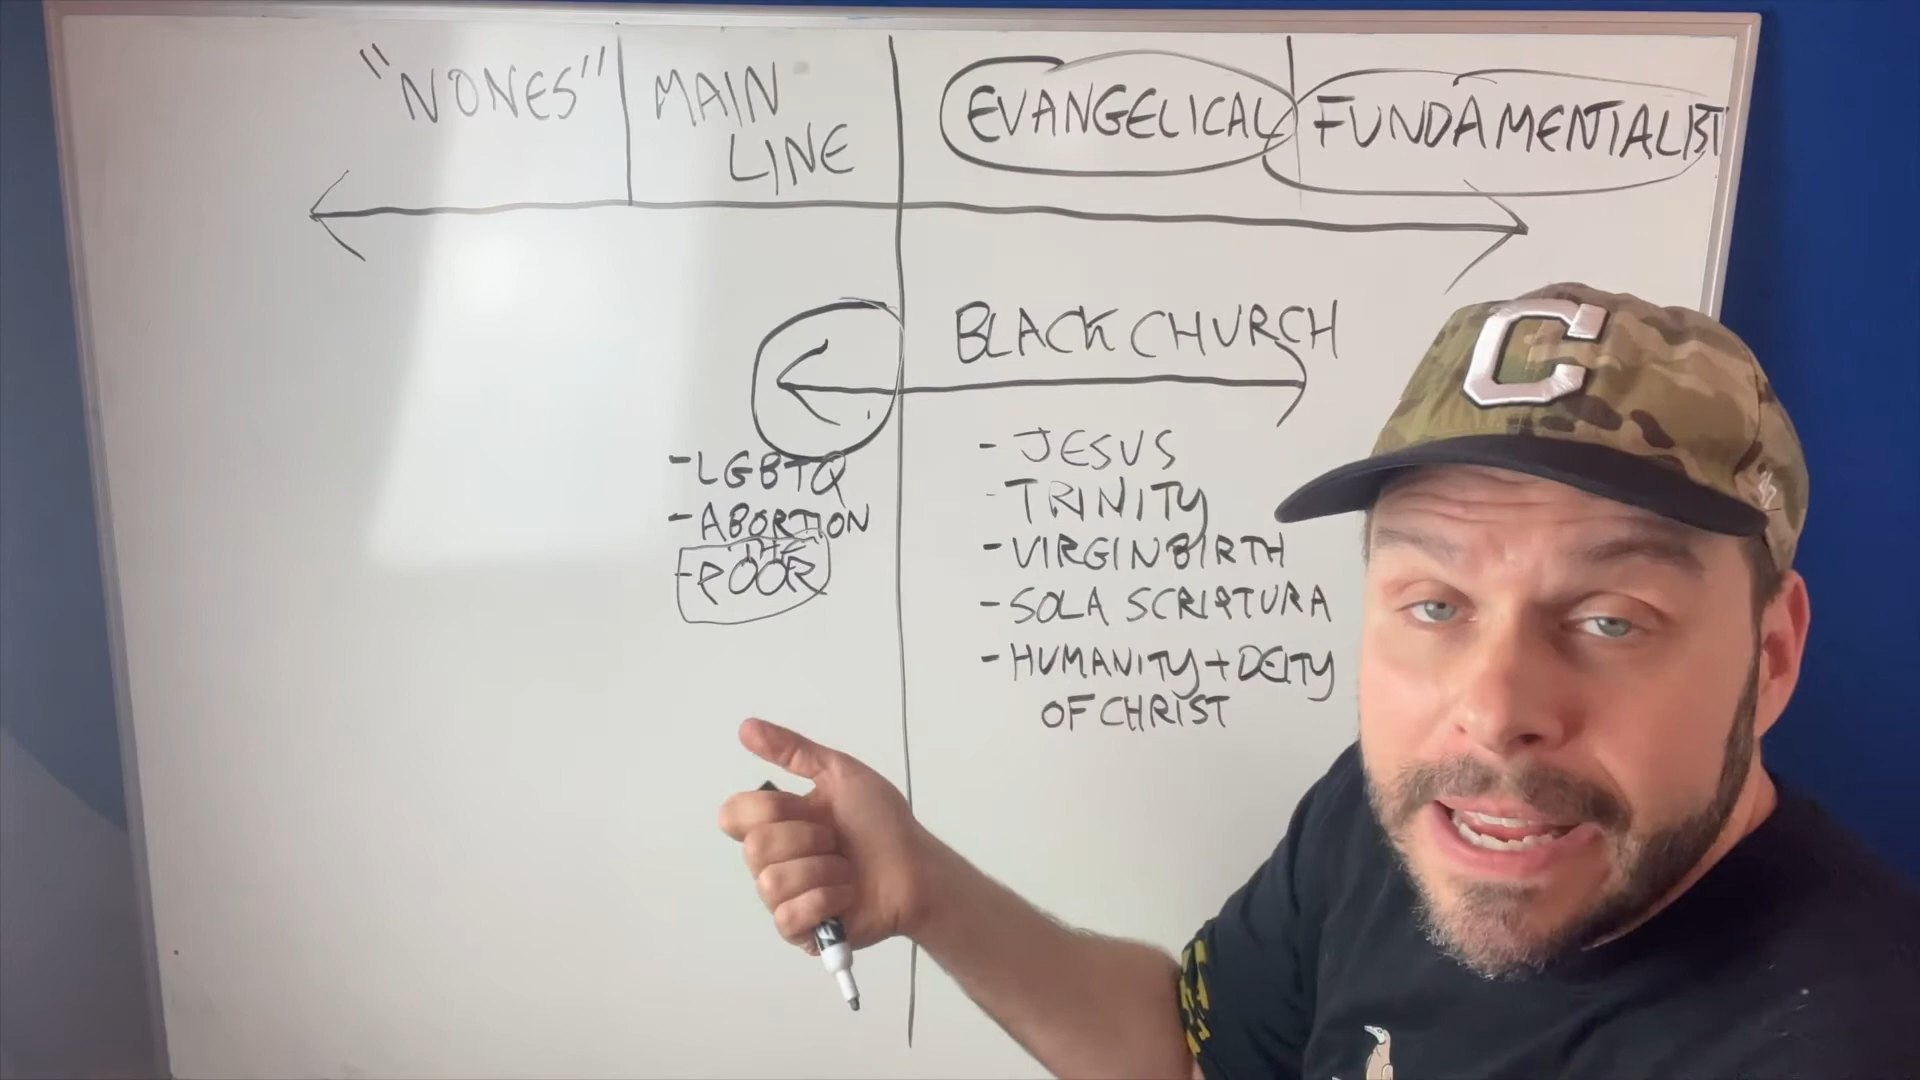 "NONES"
MAIN
LINE
EVANGELICAL
FUNDAMENTALIST
BLACK CHURCH
- LGBTQ
- ABORTION
THE
- POOR
- JESUS
- TRINITY
- VIRGIN BIRTH
- SOLA SCRIPTURA
- HUMANITY + DEITY
OF CHRIST
C